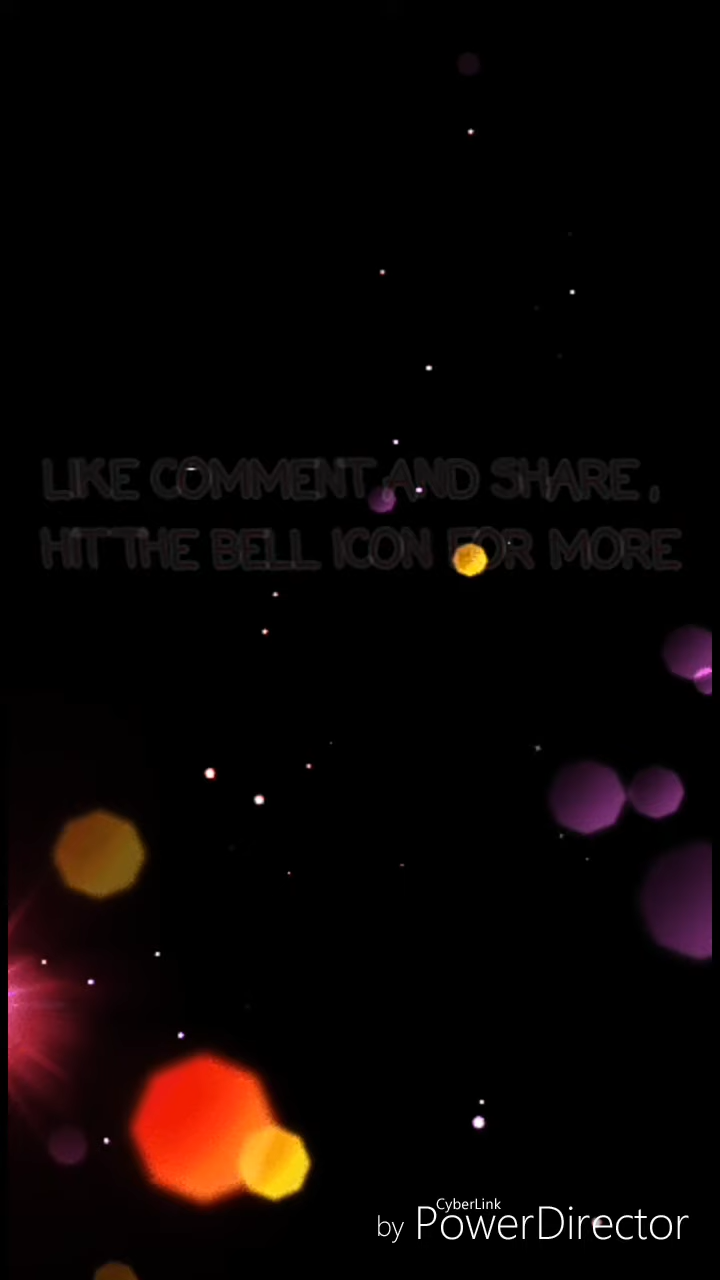 LIKE COMMENT AND SHARE ,
HIT THE BELL ICON FOR MORE
CyberLink
by PowerDirector